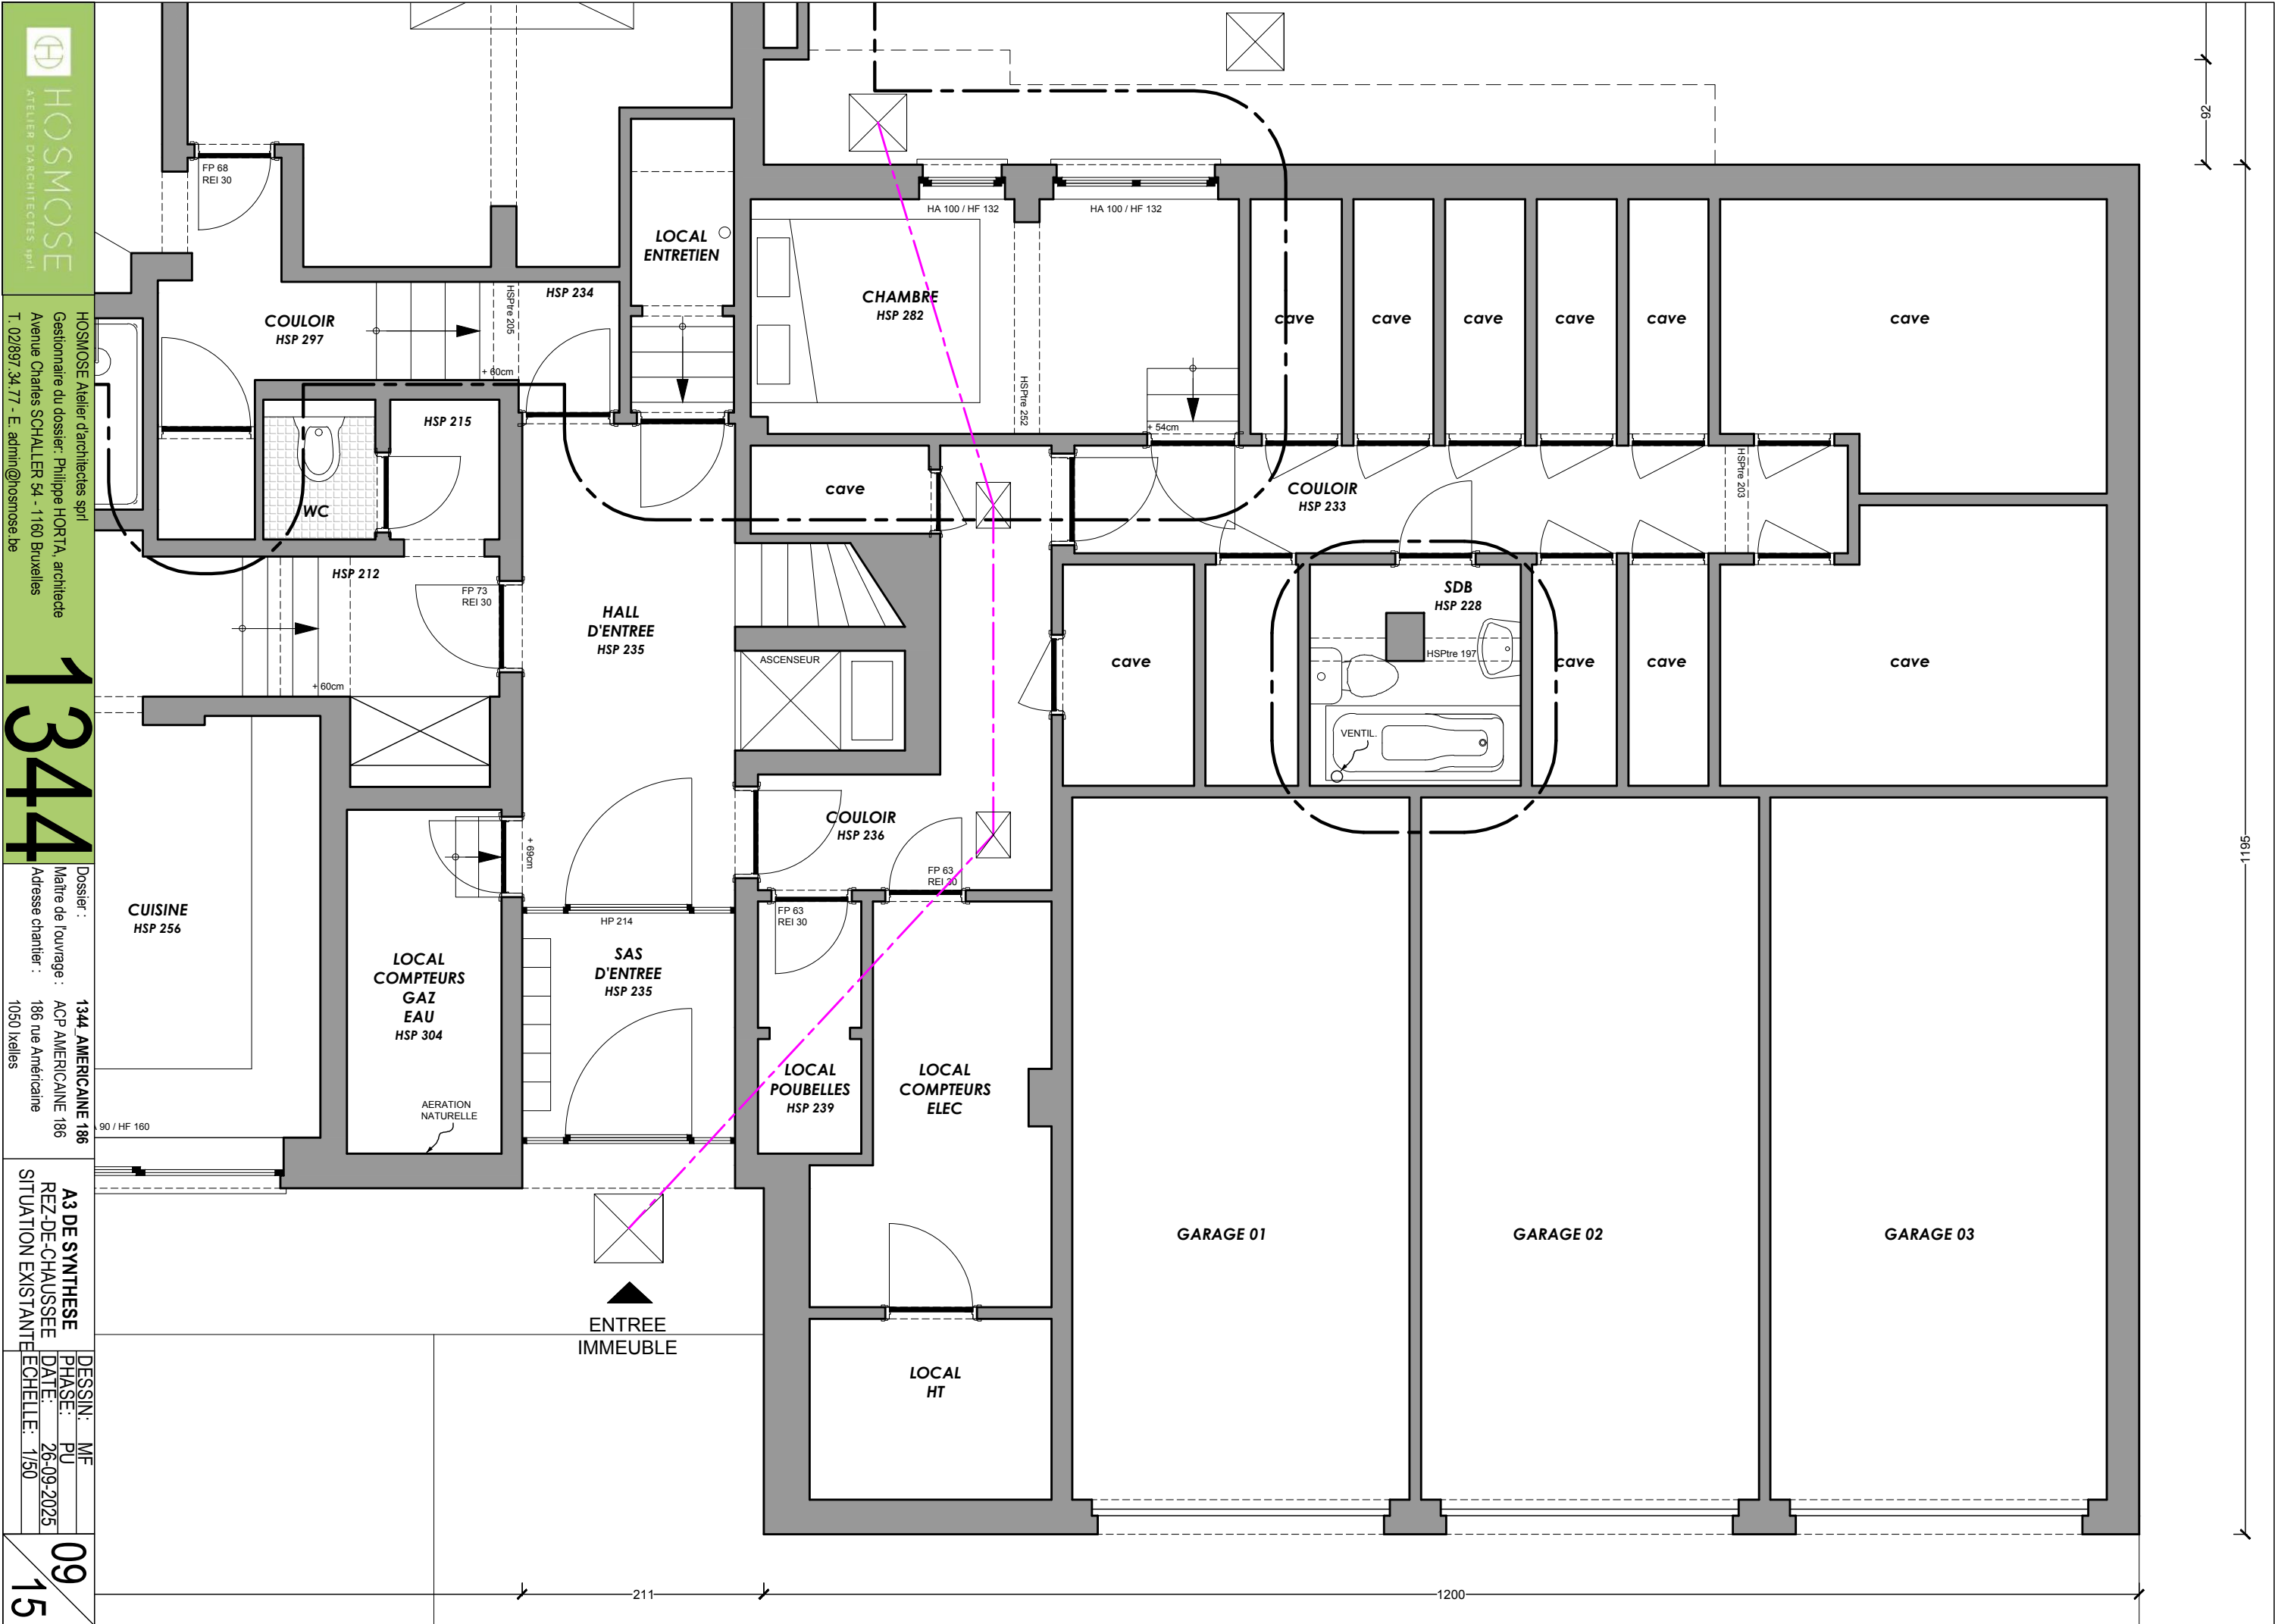 HOSMOSE
ATELIER D'ARCHITECTES sprl
HOSMOSE Atelier d'architectes sprl
Gestionnaire du dossier: Philippe HORTA, architecte
Avenue Charles SCHALLER 54 - 1160 Bruxelles
T. 02/897.34.77 - E. admin@hosmose.be
1344
Dossier : 1344_AMERICAINE 186
Maître de l'ouvrage : ACP AMERICAINE 186
Adresse chantier : 186 rue Américaine
1050 Ixelles
A3 DE SYNTHESE
REZ-DE-CHAUSSEE
SITUATION EXISTANTE
DESSIN: MF
PHASE: PU
DATE: 26-09-2025
ECHELLE: 1/50
09
15
FP 68
REI 30
COULOIR
HSP 297
HSPtre 205
HSP 234
+ 60cm
LOCAL
ENTRETIEN
HA 100 / HF 132
HA 100 / HF 132
CHAMBRE
HSP 282
HSPtre 252
+ 54cm
cave
cave
cave
cave
cave
cave
92
HSP 215
WC
HSP 212
FP 73
REI 30
+ 60cm
HALL
D'ENTREE
HSP 235
cave
ASCENSEUR
COULOIR
HSP 233
HSPtre 203
cave
SDB
HSP 228
HSPtre 197
VENTIL.
cave
cave
cave
1195
COULOIR
HSP 236
FP 63
REI 30
FP 63
REI 30
+ 69cm
HP 214
SAS
D'ENTREE
HSP 235
CUISINE
HSP 256
90 / HF 160
LOCAL
COMPTEURS
GAZ
EAU
HSP 304
AERATION
NATURELLE
LOCAL
POUBELLES
HSP 239
LOCAL
COMPTEURS
ELEC
GARAGE 01
GARAGE 02
GARAGE 03
ENTREE
IMMEUBLE
LOCAL
HT
211
1200